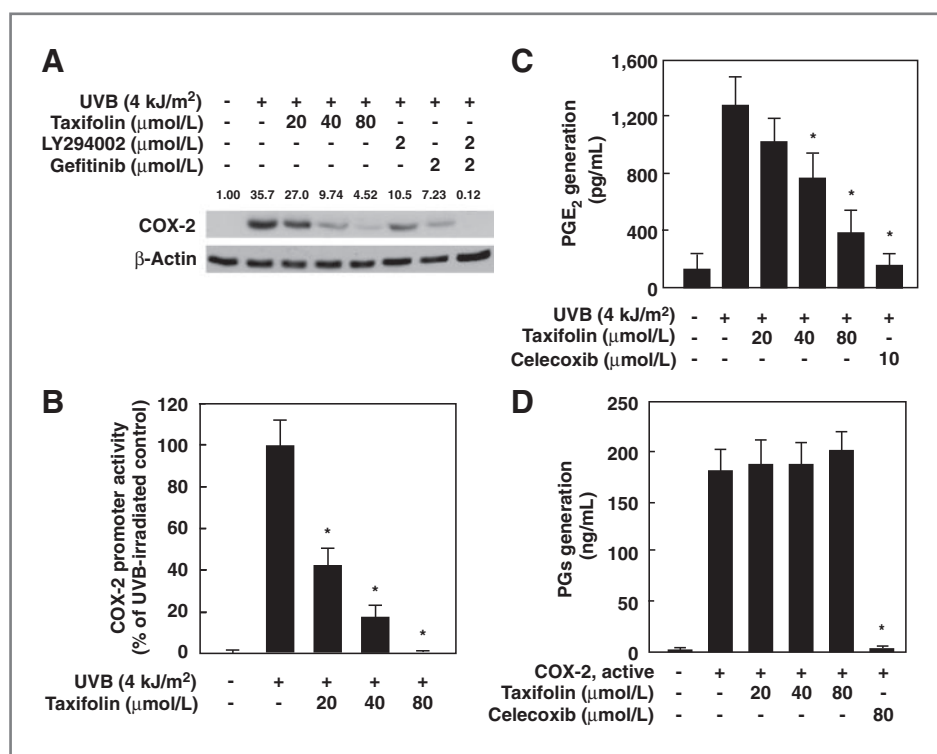 A
UVB (4 kJ/m²) - + + + + + + +
Taxifolin (μmol/L) - - 20 40 80 - - -
LY294002 (μmol/L) - - - - - 2 - 2
Gefitinib (μmol/L) - - - - - - 2 2
1.00 35.7 27.0 9.74 4.52 10.5 7.23 0.12
COX-2
β-Actin
B
COX-2 promoter activity
(% of UVB-irradiated control)
120
100
80
60
40
20
0
* * *
UVB (4 kJ/m²) - + + + +
Taxifolin (μmol/L) - - 20 40 80
C
PGE₂ generation
(pg/mL)
1,600
1,200
800
400
0
* * *
UVB (4 kJ/m²) - + + + + +
Taxifolin (μmol/L) - - 20 40 80 -
Celecoxib (μmol/L) - - - - - 10
D
PGs generation
(ng/mL)
250
200
150
100
50
0
*
COX-2, active - + + + + +
Taxifolin (μmol/L) - - 20 40 80 -
Celecoxib (μmol/L) - - - - - 80